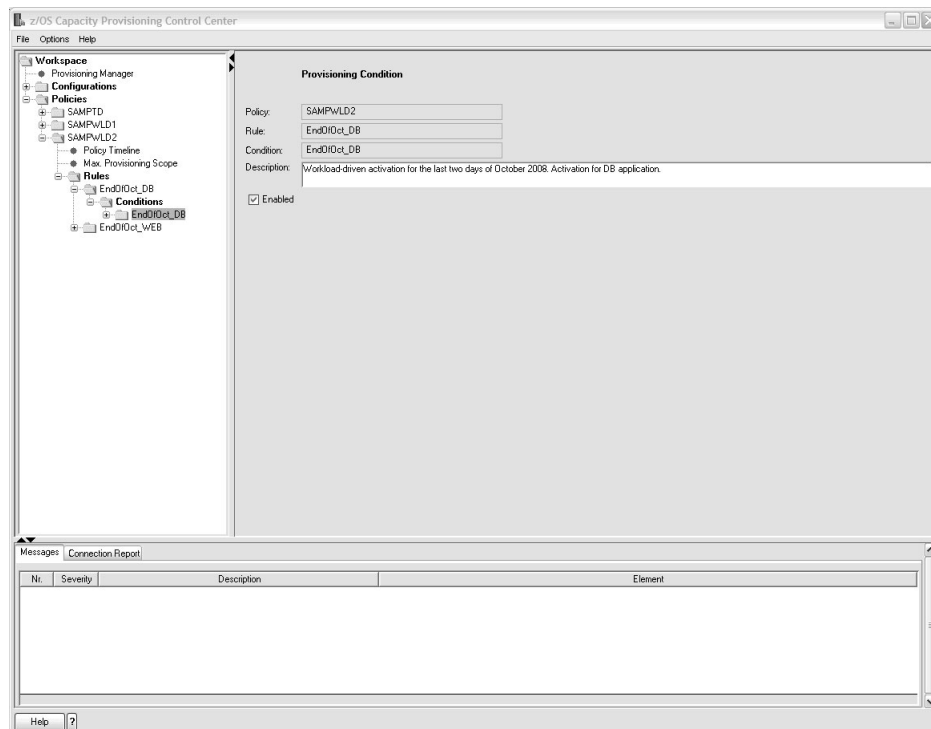 z/OS Capacity Provisioning Control Center
File Options Help
Workspace
Provisioning Manager
Configurations
Policies
SAMPTD
SAMPWLD1
SAMPWLD2
Policy Timeline
Max. Provisioning Scope
Rules
EndOfOct_DB
Conditions
EndOfOct_DB
EndOfOct_WEB
Provisioning Condition
Policy: SAMPWLD2
Rule: EndOfOct_DB
Condition: EndOfOct_DB
Description: Workload-driven activation for the last two days of October 2008. Activation for DB application.
Enabled
Messages Connection Report
Nr. Severity Description Element
Help ?